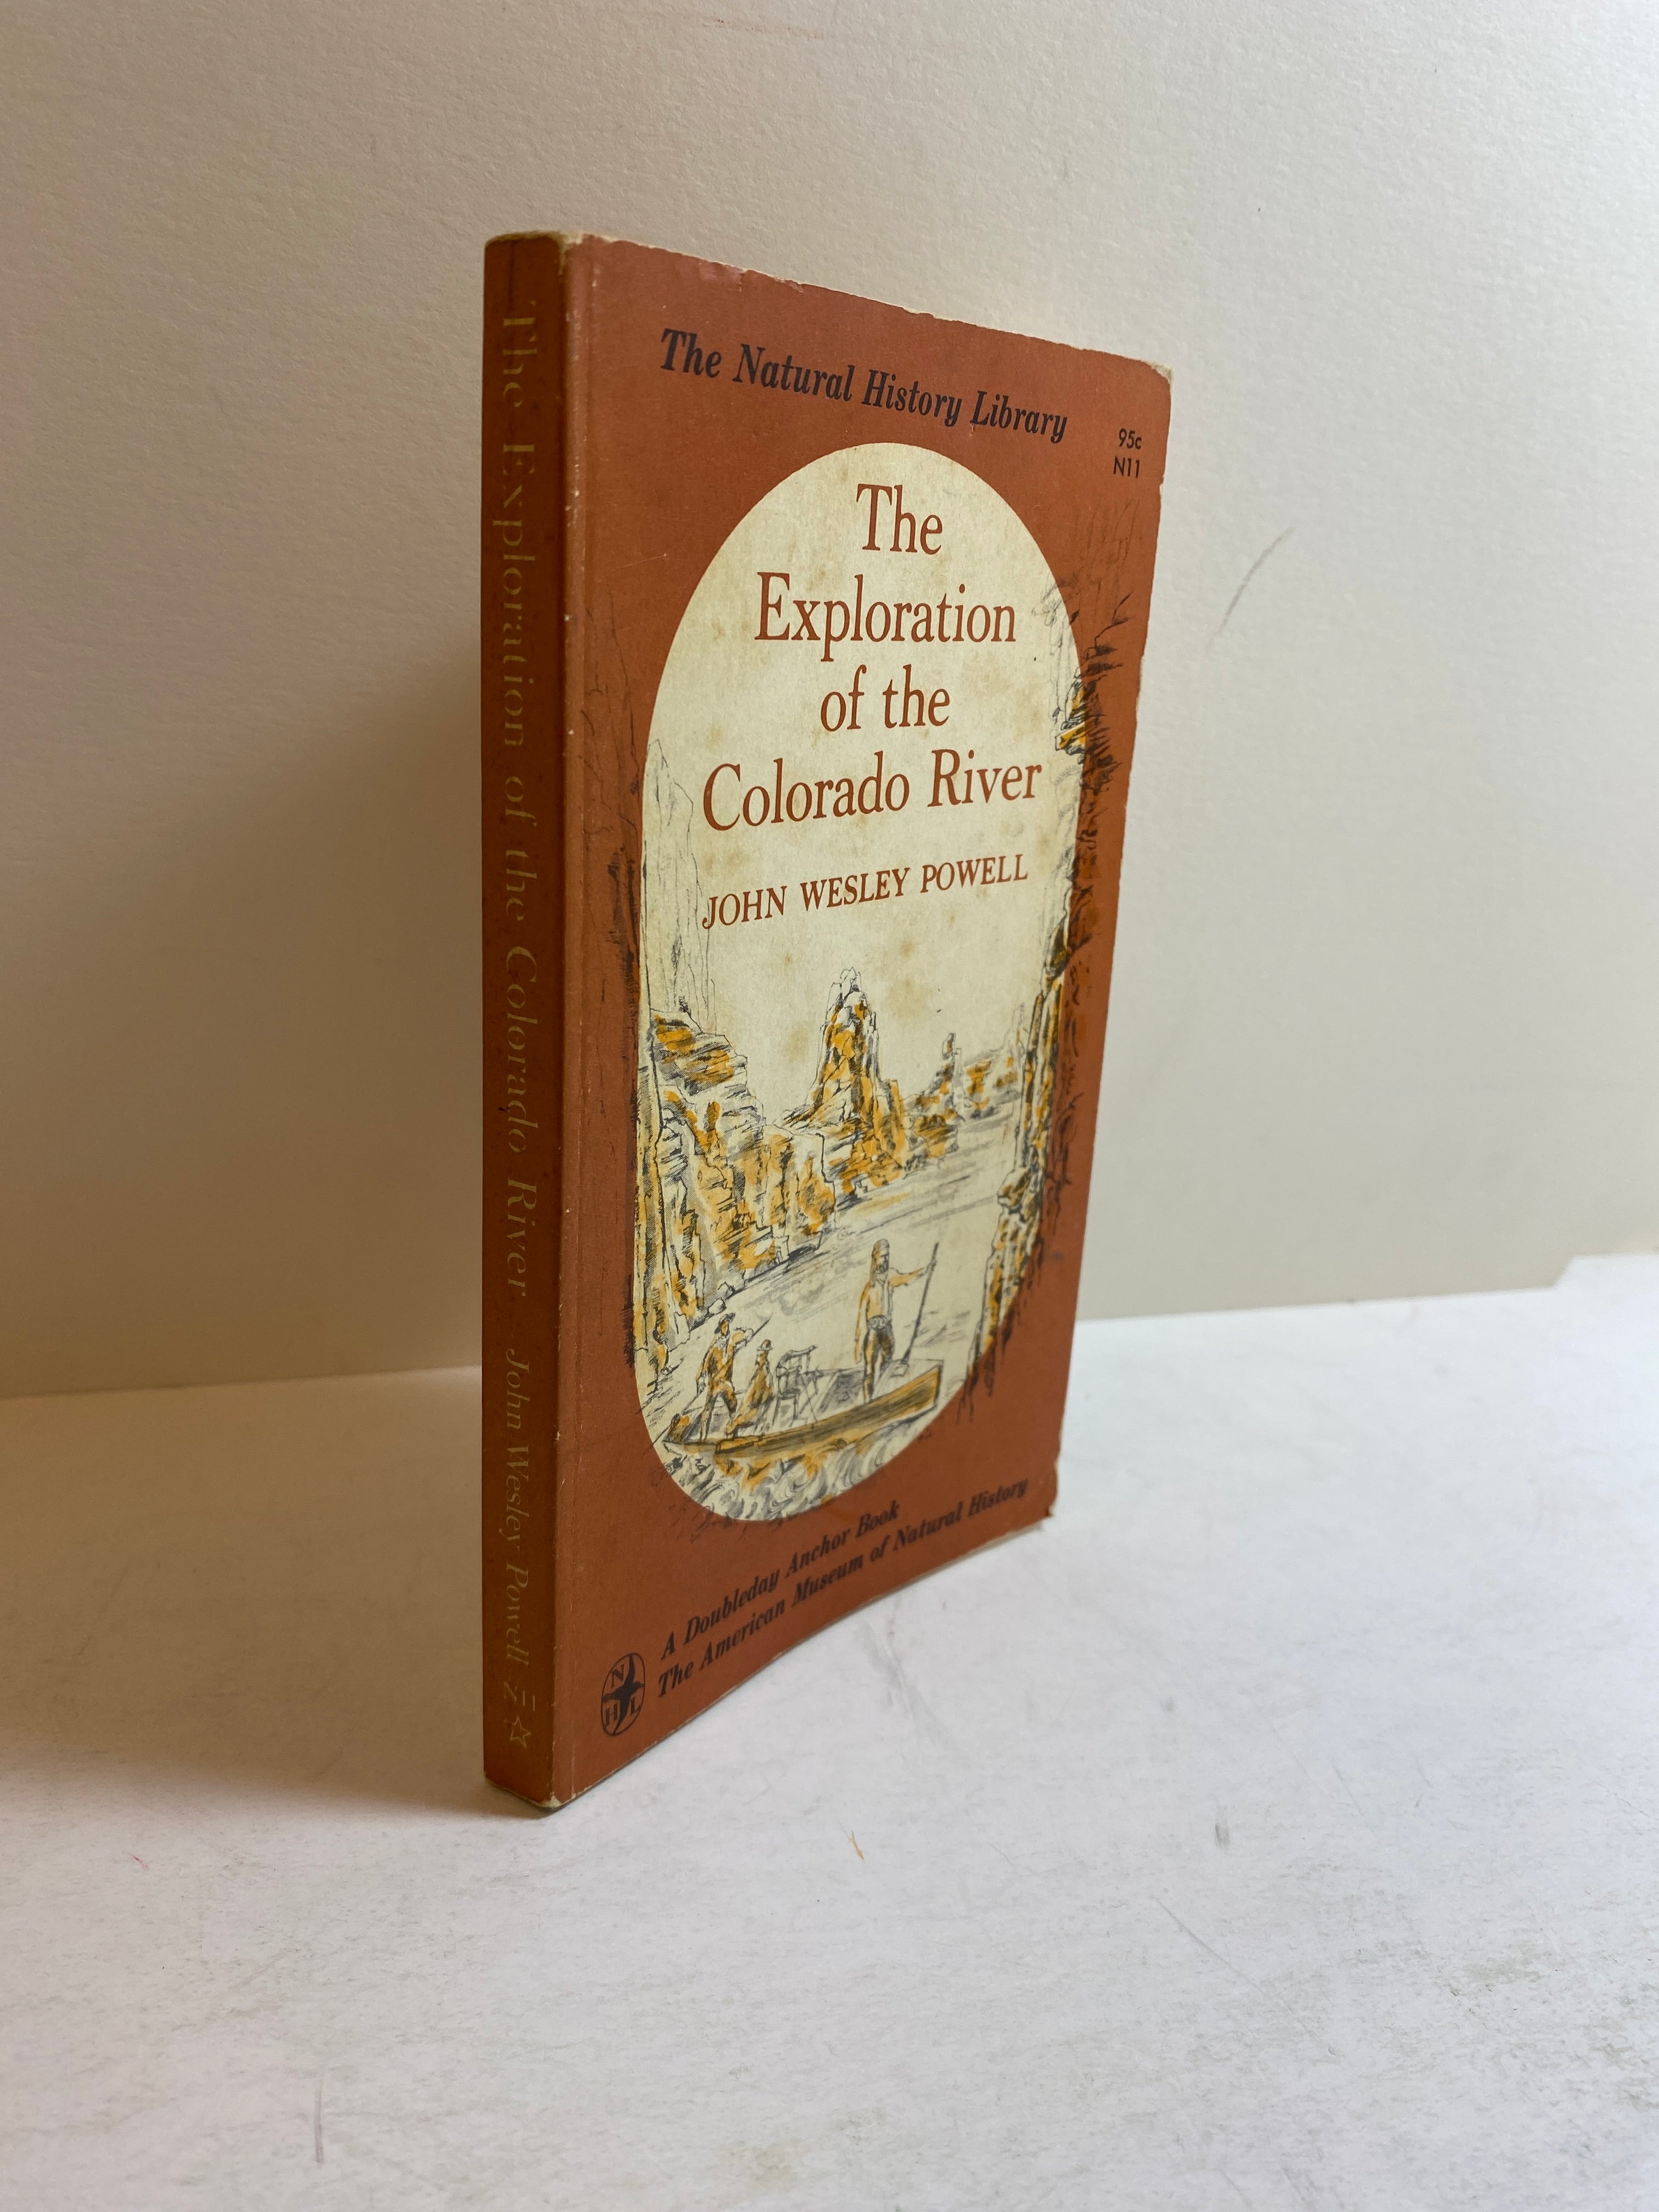 The Exploration of the Colorado River John Wesley Powell N11
The Natural History Library
95c
N11
The
Exploration
of the
Colorado River
JOHN WESLEY POWELL
A Doubleday Anchor Book
The American Museum of Natural History
N
H L